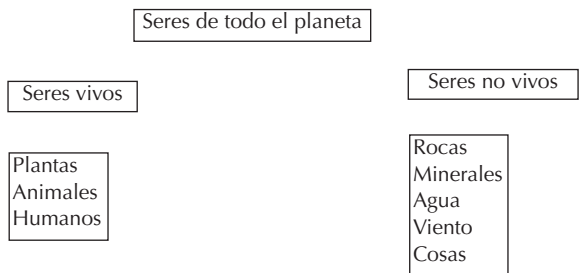 Seres de todo el planeta
Seres vivos
Seres no vivos
Plantas
Animales
Humanos
Rocas
Minerales
Agua
Viento
Cosas